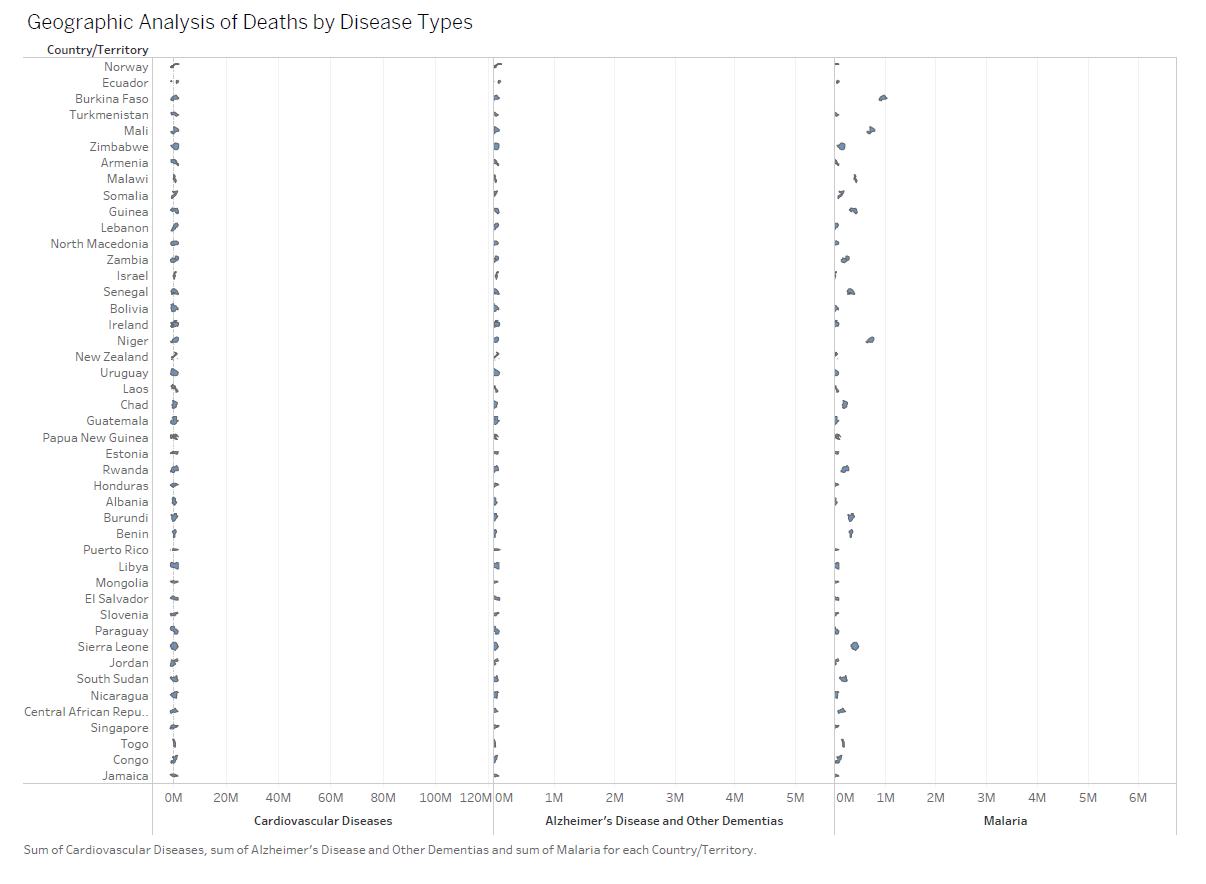 Geographic Analysis of Deaths by Disease Types
Country/Territory
Norway
Ecuador
Burkina Faso
Turkmenistan
Mali
Zimbabwe
Armenia
Malawi
Somalia
Guinea
Lebanon
North Macedonia
Zambia
Israel
Senegal
Bolivia
Ireland
Niger
New Zealand
Uruguay
Laos
Chad
Guatemala
Papua New Guinea
Estonia
Rwanda
Honduras
Albania
Burundi
Benin
Puerto Rico
Libya
Mongolia
El Salvador
Slovenia
Paraguay
Sierra Leone
Jordan
South Sudan
Nicaragua
Central African Repu..
Singapore
Togo
Congo
Jamaica
0M 20M 40M 60M 80M 100M 120M 0M 1M 2M 3M 4M 5M 0M 1M 2M 3M 4M 5M 6M
Cardiovascular Diseases Alzheimer's Disease and Other Dementias Malaria
Sum of Cardiovascular Diseases, sum of Alzheimer's Disease and Other Dementias and sum of Malaria for each Country/Territory.